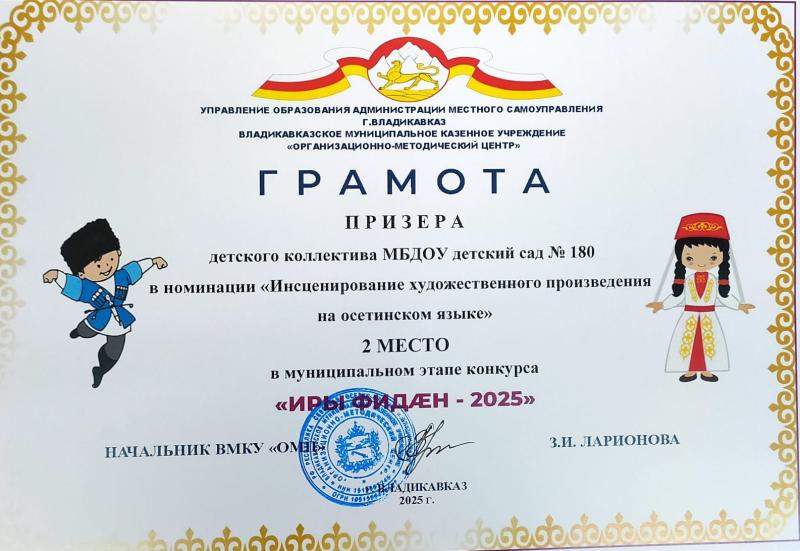 УПРАВЛЕНИЕ ОБРАЗОВАНИЯ АДМИНИСТРАЦИИ МЕСТНОГО САМОУПРАВЛЕНИЯ
Г.ВЛАДИКАВКАЗ
ВЛАДИКАВКАЗСКОЕ МУНИЦИПАЛЬНОЕ КАЗЕННОЕ УЧРЕЖДЕНИЕ
«ОРГАНИЗАЦИОННО-МЕТОДИЧЕСКИЙ ЦЕНТР»
ГРАМОТА
ПРИЗЕРА
детского коллектива МБДОУ детский сад № 180
в номинации «Инсценирование художественного произведения
на осетинском языке»
2 МЕСТО
в муниципальном этапе конкурса
«ИРЫ ФИДÆН - 2025»
НАЧАЛЬНИК ВМКУ «ОМЦ»
З.И. ЛАРИОНОВА
ВЛАДИКАВКАЗ
2025 г.